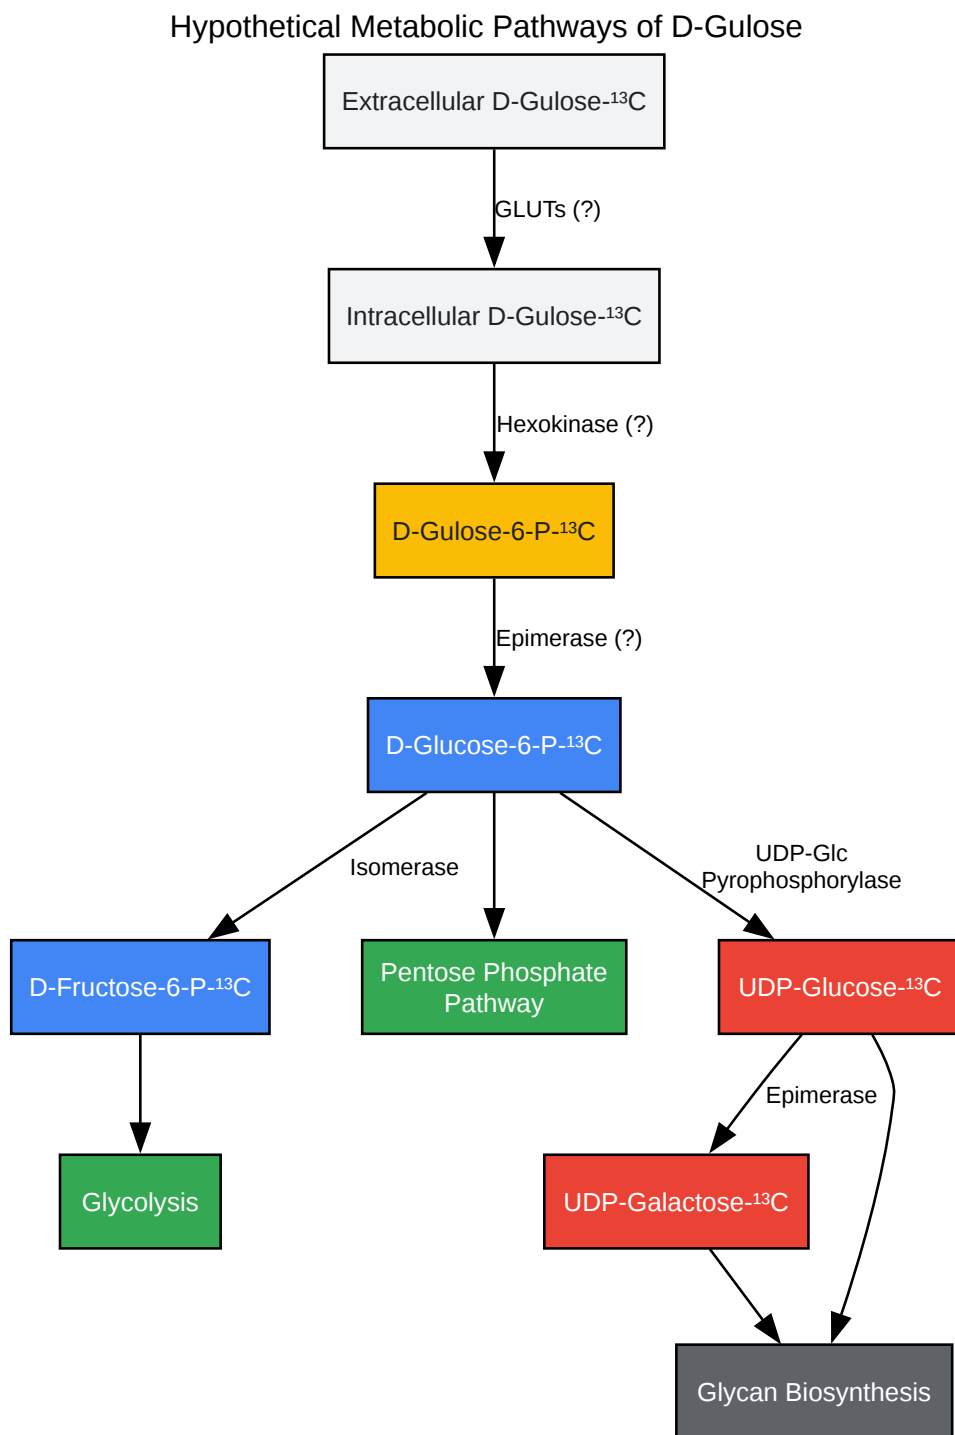 Hypothetical Metabolic Pathways of D-Gulose
Extracellular D-Gulose-¹³C
GLUTs (?)
Intracellular D-Gulose-¹³C
Hexokinase (?)
D-Gulose-6-P-¹³C
Epimerase (?)
D-Glucose-6-P-¹³C
Isomerase
UDP-Glc
Pyrophosphorylase
D-Fructose-6-P-¹³C
Pentose Phosphate
Pathway
UDP-Glucose-¹³C
Epimerase
Glycolysis
UDP-Galactose-¹³C
Glycan Biosynthesis